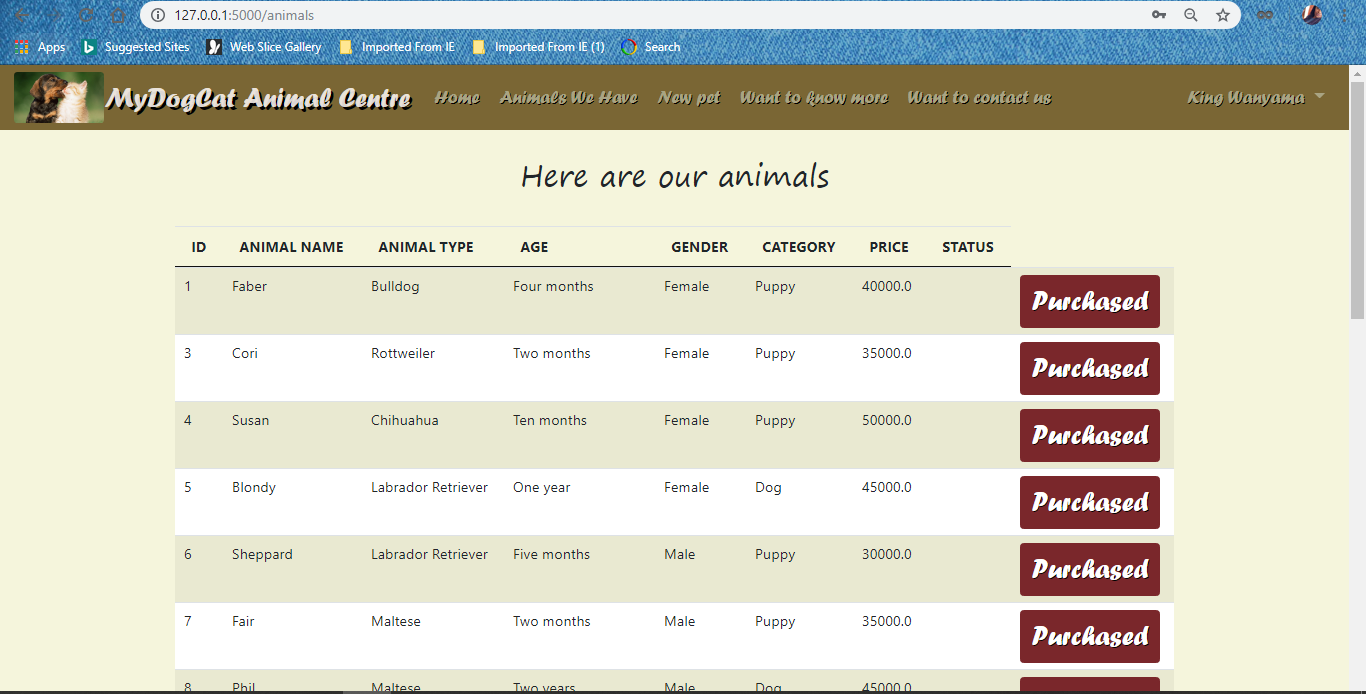 127.0.0.1:5000/animals
Apps Suggested Sites Web Slice Gallery Imported From IE Imported From IE (1) Search
MyDogCat Animal Centre Home Animals We Have New pet Want to know more Want to contact us King Wanyama
Here are our animals
ID ANIMAL NAME ANIMAL TYPE AGE GENDER CATEGORY PRICE STATUS
1 Faber Bulldog Four months Female Puppy 40000.0 Purchased
3 Cori Rottweiler Two months Female Puppy 35000.0 Purchased
4 Susan Chihuahua Ten months Female Puppy 50000.0 Purchased
5 Blondy Labrador Retriever One year Female Dog 45000.0 Purchased
6 Sheppard Labrador Retriever Five months Male Puppy 30000.0 Purchased
7 Fair Maltese Two months Male Puppy 35000.0 Purchased
8 Phil Maltese Two years Male Dog 45000.0